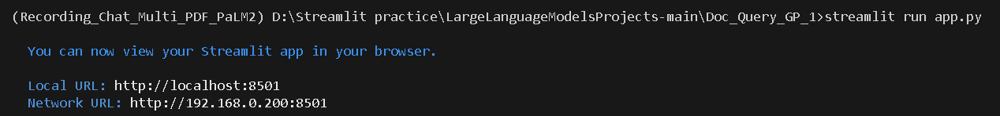 (Recording_Chat_Multi_PDF_PaLM2) D:\Streamlit practice\LargeLanguageModelsProjects-main\Doc_Query_GP_1>streamlit run app.py
You can now view your Streamlit app in your browser.
Local URL: http://localhost:8501
Network URL: http://192.168.0.200:8501